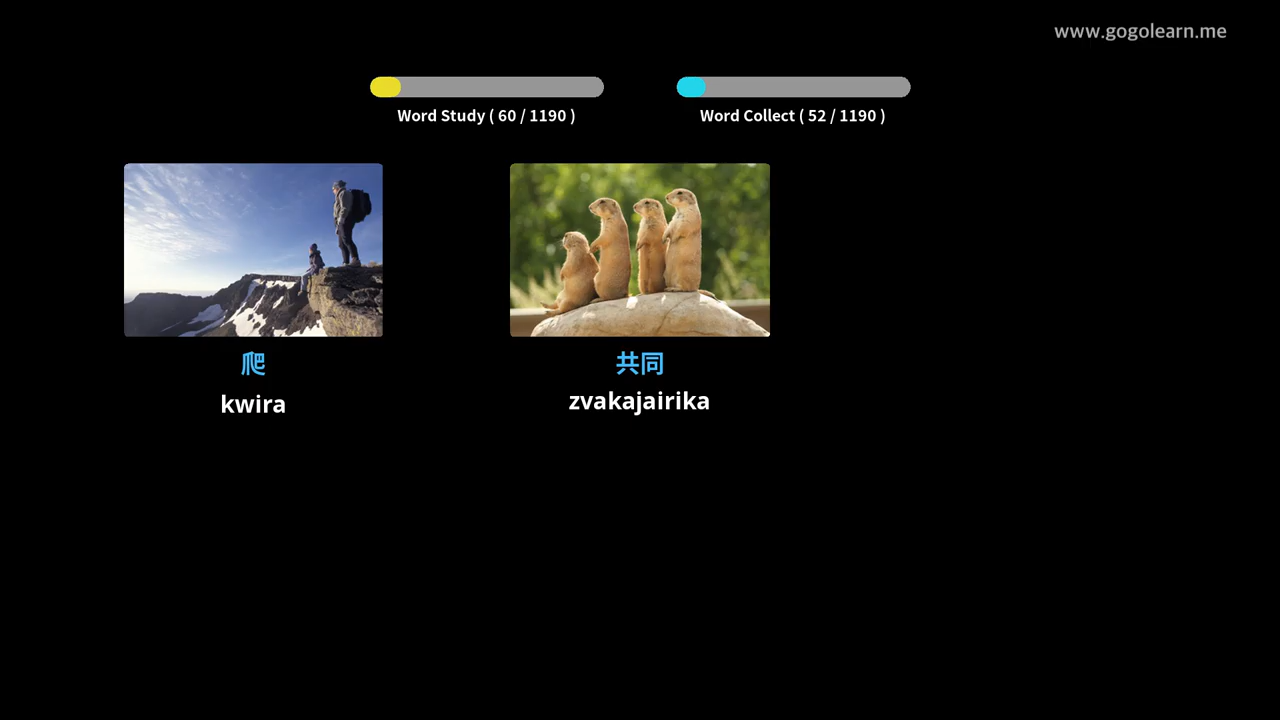 www.gogolearn.me
Word Study ( 60 / 1190 )
Word Collect ( 52 / 1190 )
爬
kwira
共同
zvakajairika